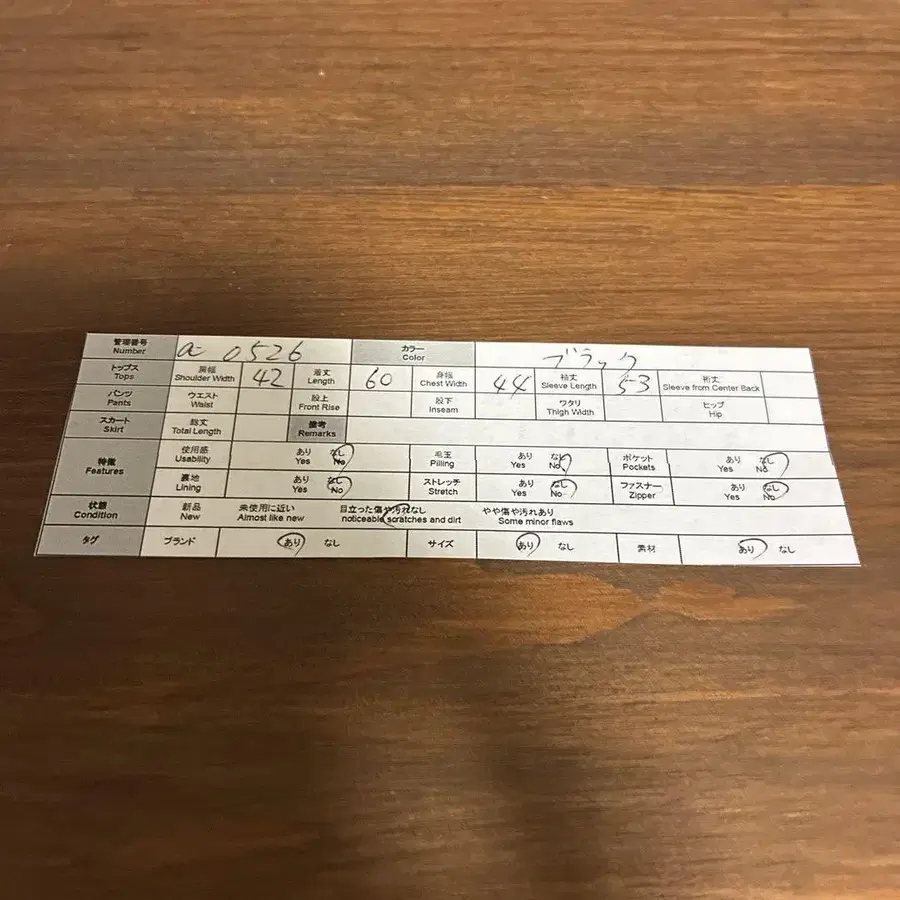 管理番号 a- 0526 カラー ブラック
Number Color
トップス 肩幅 42 着丈 60 身幅 44 袖丈 53 裄丈
Tops Shoulder Width Length Chest Width Sleeve Length Sleeve from Center Back
パンツ ウエスト 股上 股下 ワタリ ヒップ
Pants Waist Front Rise Inseam Thigh Width Hip
スカート 総丈 備考
Skirt Total Length Remarks
特徴 使用感 あり なし 毛玉 あり なし ポケット あり なし
Features Usability Yes No Pilling Yes No Pockets Yes No
裏地 あり なし ストレッチ あり なし ファスナー あり なし
Lining Yes No Stretch Yes No Zipper Yes No
状態 新品 未使用に近い 目立った傷や汚れなし やや傷や汚れあり
Condition New Almost like new noticeable scratches and dirt Some minor flaws
タグ ブランド あり なし サイズ あり なし 素材 あり なし